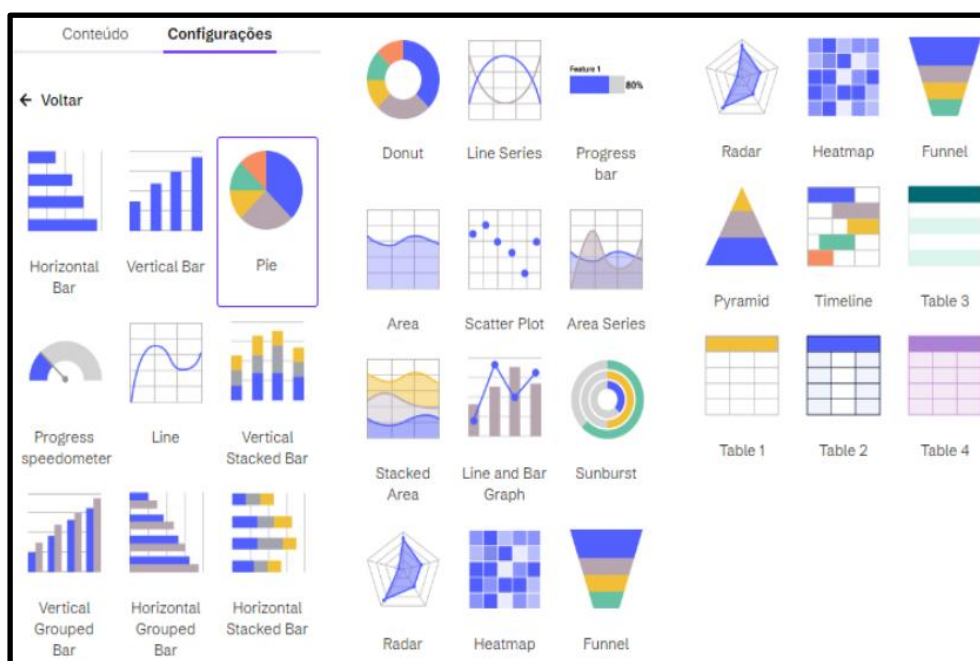 Conteúdo Configurações
← Voltar
Horizontal
Bar
Vertical Bar
Pie
Progress
speedometer
Line
Vertical
Stacked Bar
Vertical
Grouped
Bar
Horizontal
Grouped
Bar
Horizontal
Stacked Bar
Donut
Line Series
Feature 1
80%
Progress
bar
Area
Scatter Plot
Area Series
Stacked
Area
Line and Bar
Graph
Sunburst
Radar
Heatmap
Funnel
Radar
Heatmap
Funnel
Pyramid
Timeline
Table 3
Table 1
Table 2
Table 4